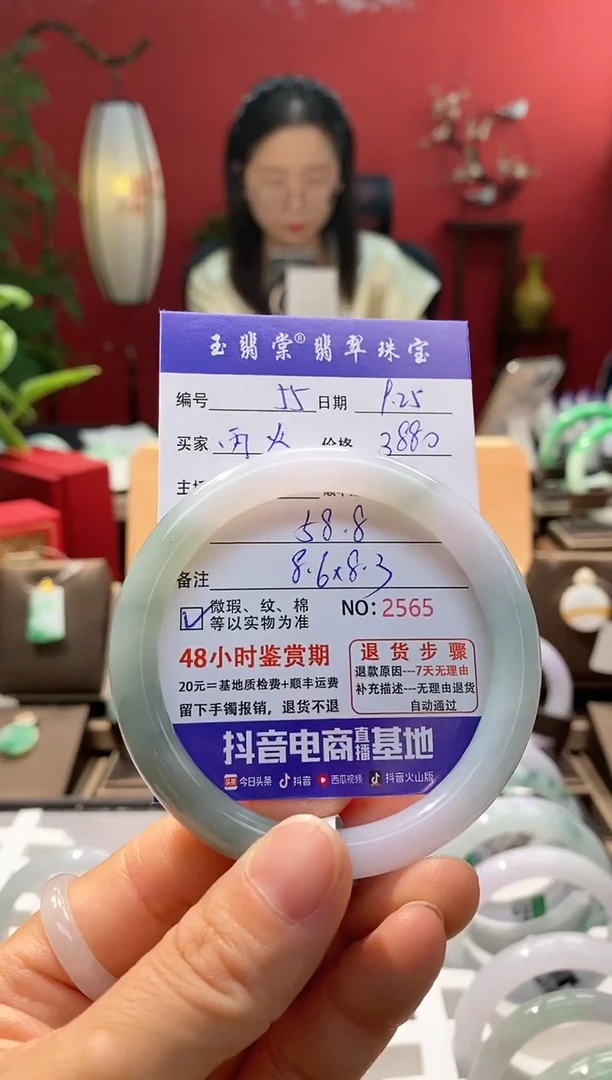 玉翡棠®翡翠珠宝
编号 55 日期 9.25
买家 丙火 价格 3880
58.8
备注 8.6x8.3
☑ 微瑕、纹、棉等以实物为准 NO: 2565
48小时鉴赏期
20元=基地质检费+顺丰运费
留下手镯报销，退货不退
退货步骤
退款原因---7天无理由
补充描述---无理由退货
自动通过
抖音电商直播基地
头条 今日头条 抖音 西瓜视频 抖音火山版